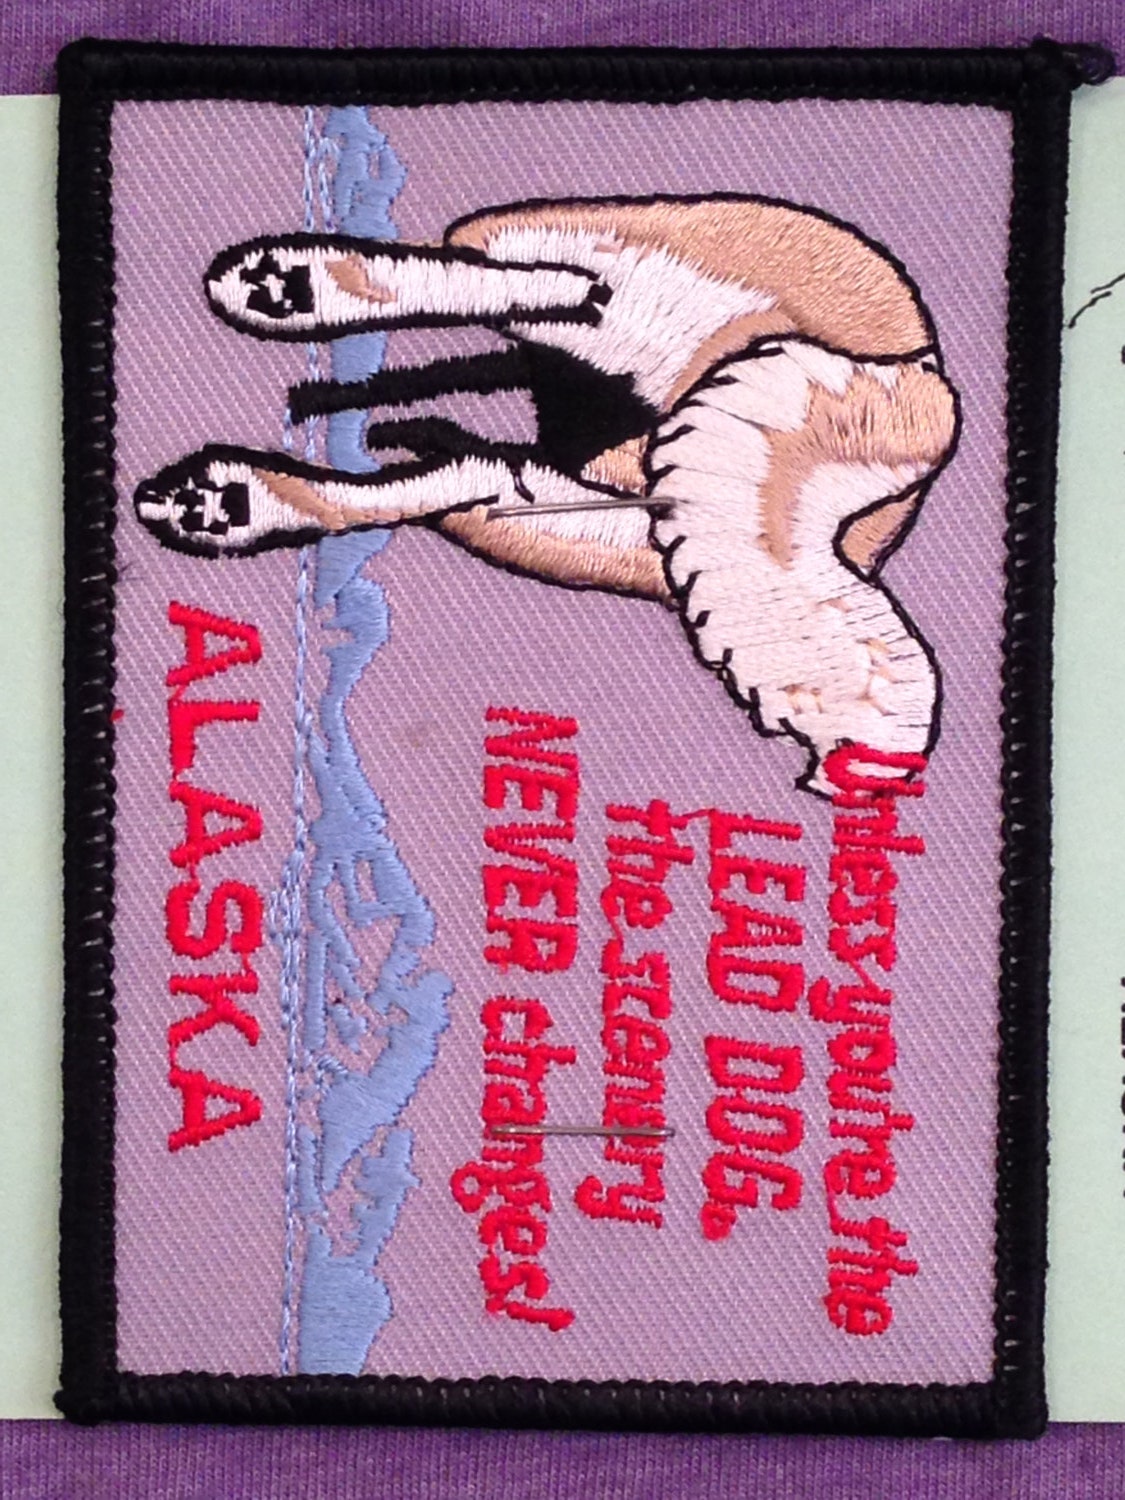 Unless you're the
LEAD DOG.
the scenery
NEVER changes!
ALASKA